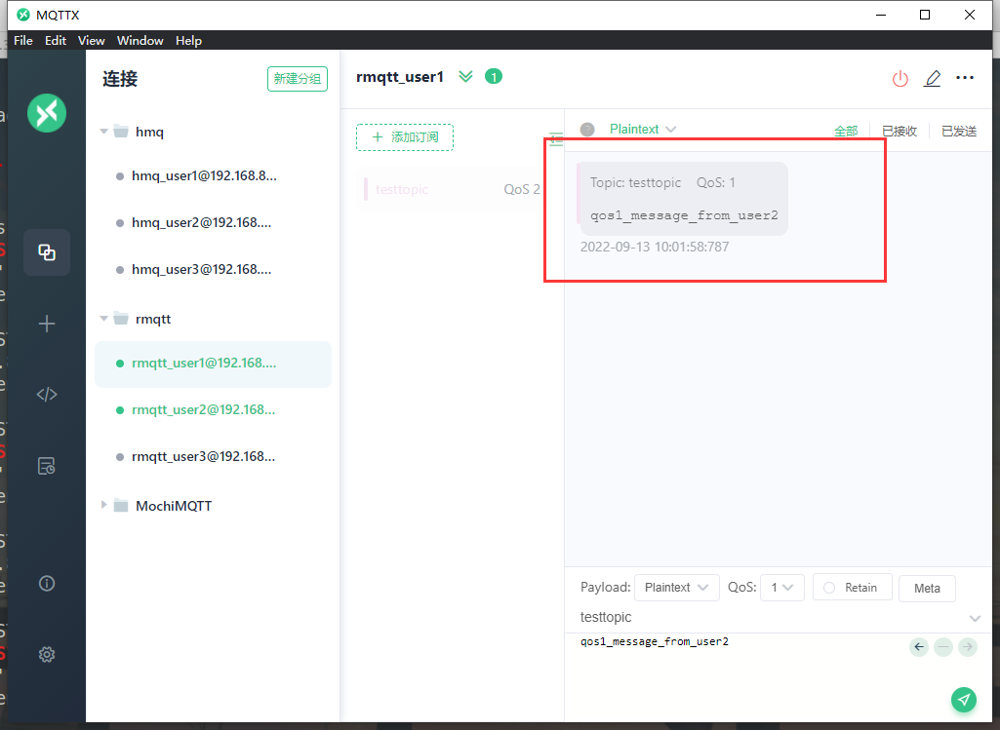 MQTTX
File Edit View Window Help
连接
新建分组
hmq
hmq_user1@192.168.8...
hmq_user2@192.168....
hmq_user3@192.168....
rmqtt
rmqtt_user1@192.168....
rmqtt_user2@192.168...
rmqtt_user3@192.168...
MochiMQTT
rmqtt_user1 1
添加订阅
testtopic QoS 2
Plaintext 全部 已接收 已发送
Topic: testtopic QoS: 1
qos1_message_from_user2
2022-09-13 10:01:58:787
Payload: Plaintext QoS: 1 Retain Meta
testtopic
qos1_message_from_user2